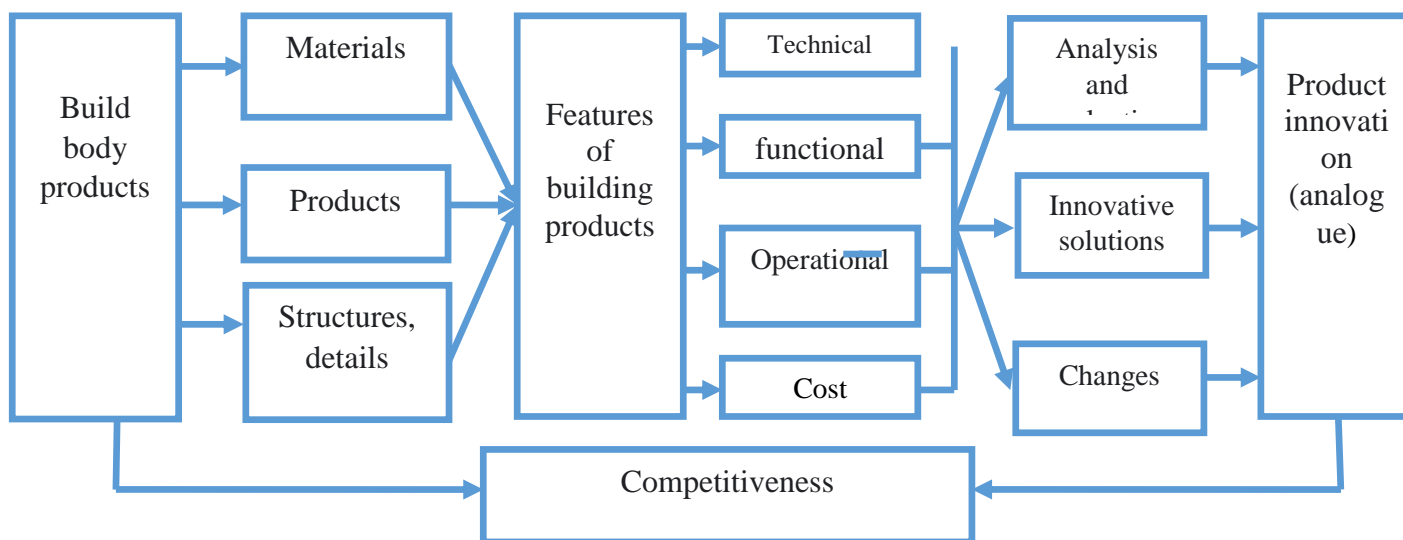 Build
body
products
Materials
Products
Structures,
details
Features
of
building
products
Technical
functional
Operational
Cost
Analysis
and
Innovative
solutions
Changes
Product
innovati
on
(analog
ue)
Competitiveness